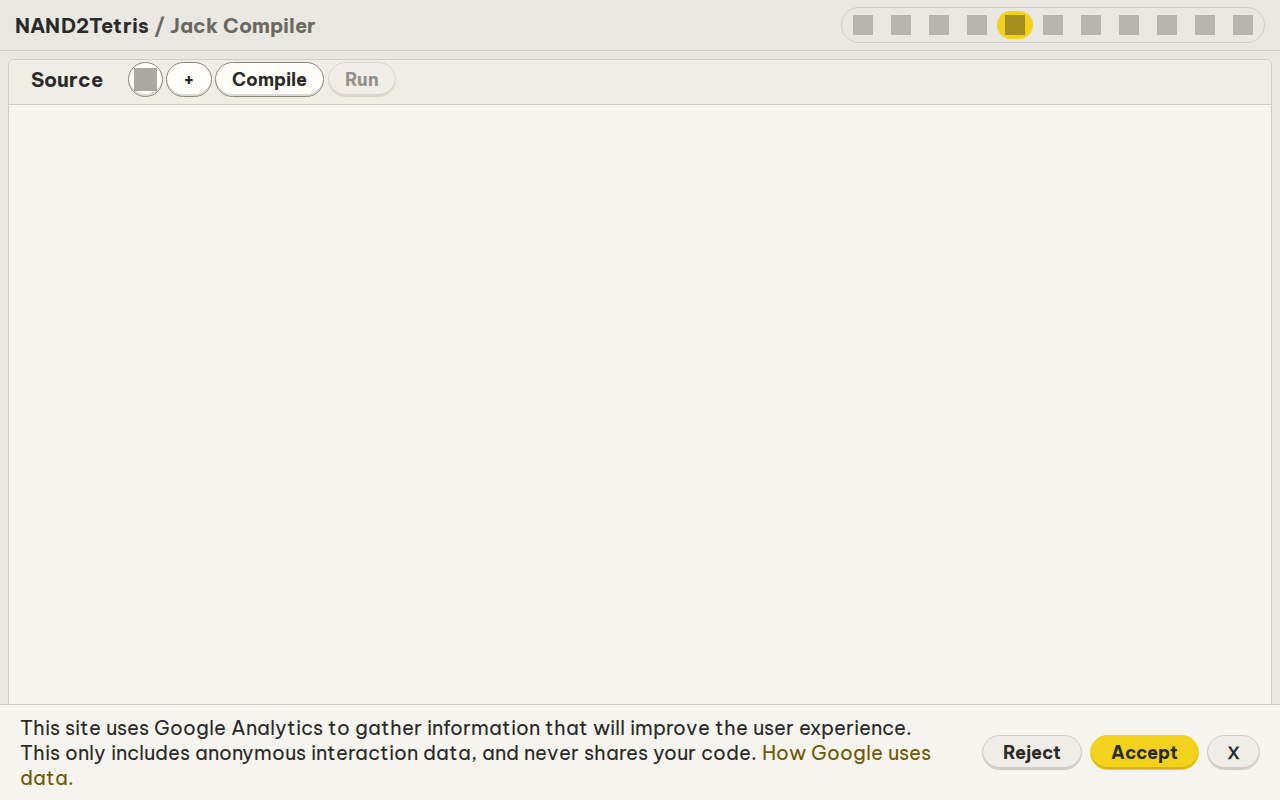 NAND2Tetris / Jack Compiler
Source + Compile Run
This site uses Google Analytics to gather information that will improve the user experience.
This only includes anonymous interaction data, and never shares your code. How Google uses
data.
Reject Accept X